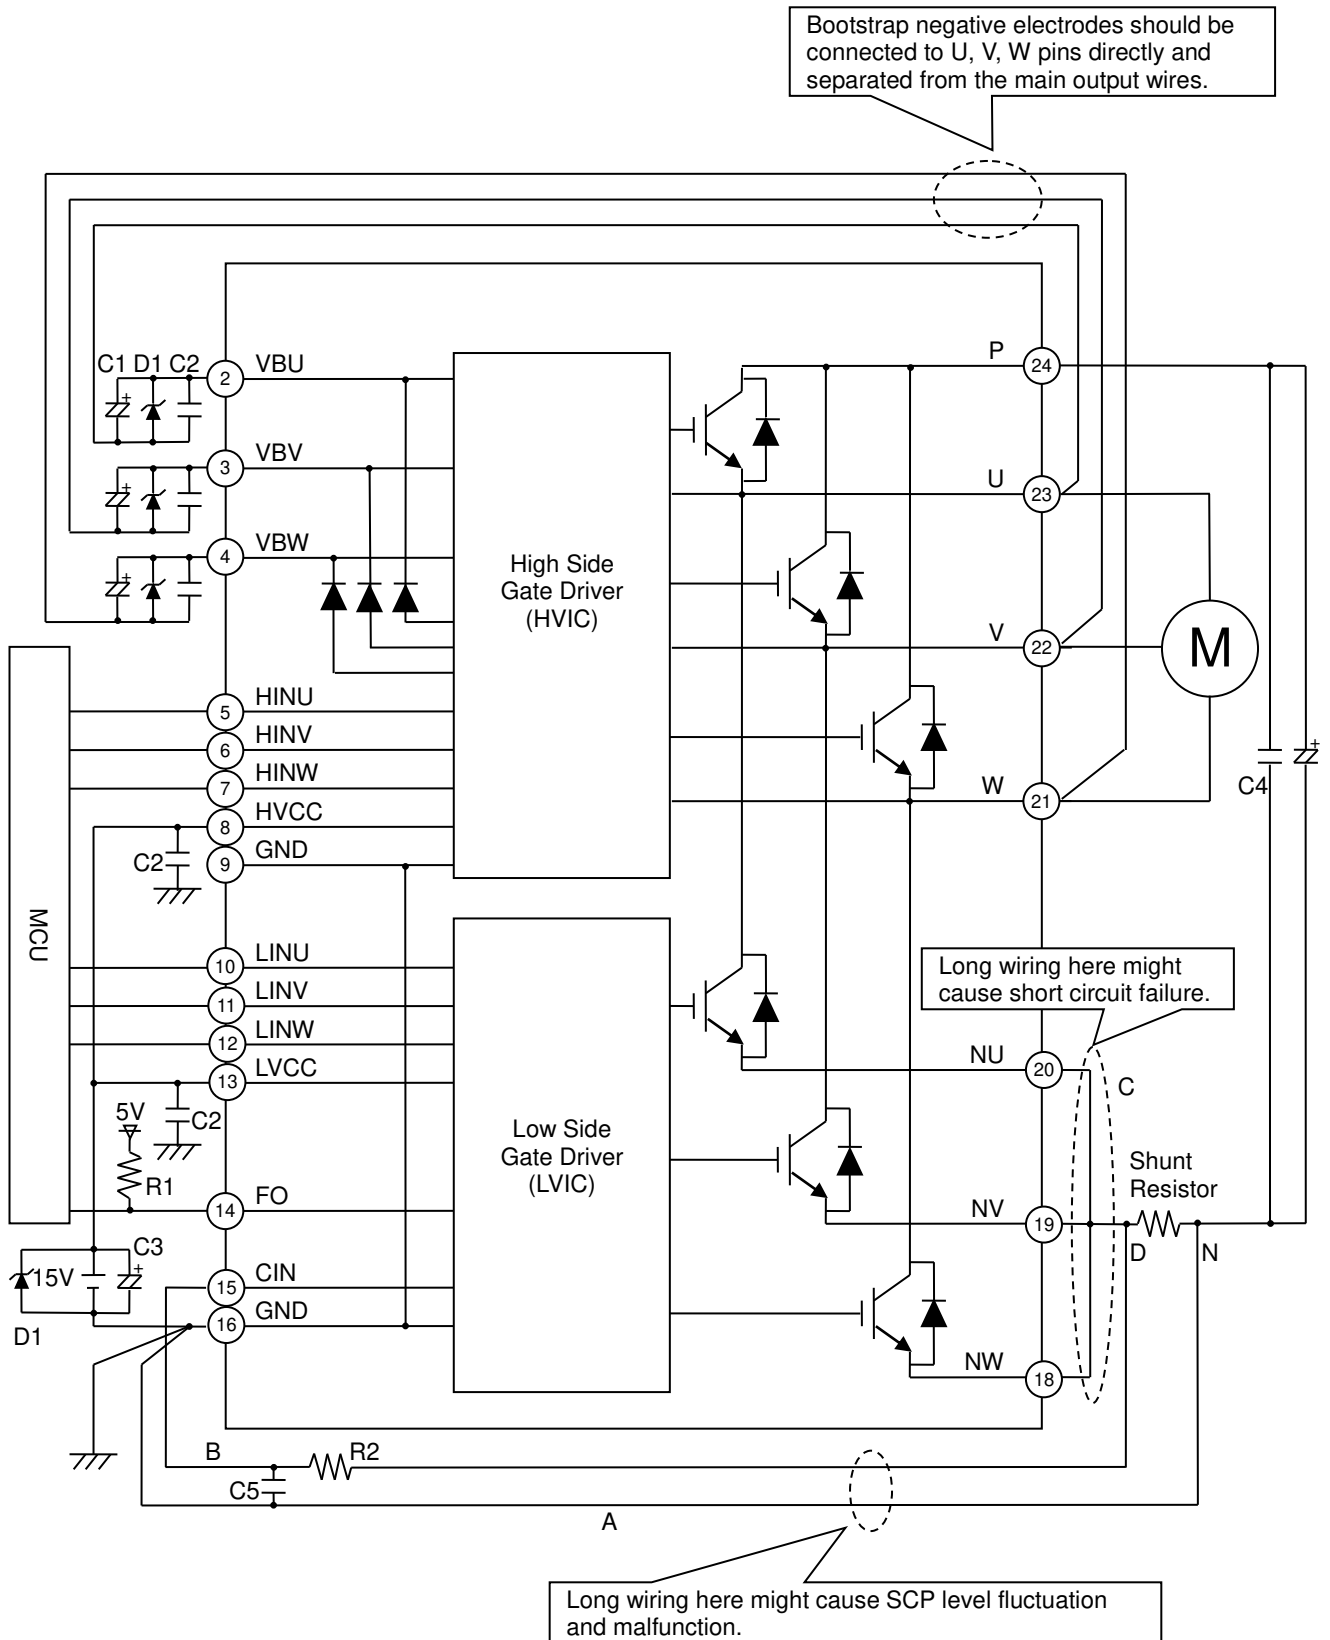 Bootstrap negative electrodes should be
connected to U, V, W pins directly and
separated from the main output wires.
C1 D1 C2
+
2
VBU
P
24
+
3
VBV
U
23
+
4
VBW
High Side
Gate Driver
(HVIC)
V
22
M
5
HINU
6
HINV
7
HINW
W
21
+
C4
8
HVCC
C2
9
GND
MCU
10
LINU
Long wiring here might
cause short circuit failure.
11
LINV
12
LINW
NU
20
13
LVCC
C
5V
C2
Low Side
Gate Driver
(LVIC)
Shunt
Resistor
R1
14
FO
NV
19
D
N
C3
15V
+
15
CIN
D1
16
GND
NW
18
B
R2
C5
A
Long wiring here might cause SCP level fluctuation
and malfunction.